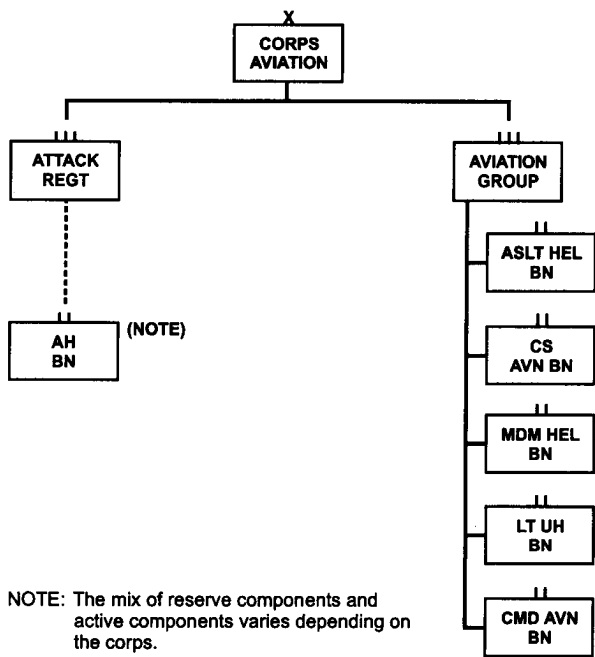 X
CORPS
AVIATION
III
ATTACK
REGT
III
AVIATION
GROUP
II
AH
BN
(NOTE)
II
ASLT HEL
BN
II
CS
AVN BN
II
MDM HEL
BN
II
LT UH
BN
II
CMD AVN
BN
NOTE: The mix of reserve components and
active components varies depending on
the corps.